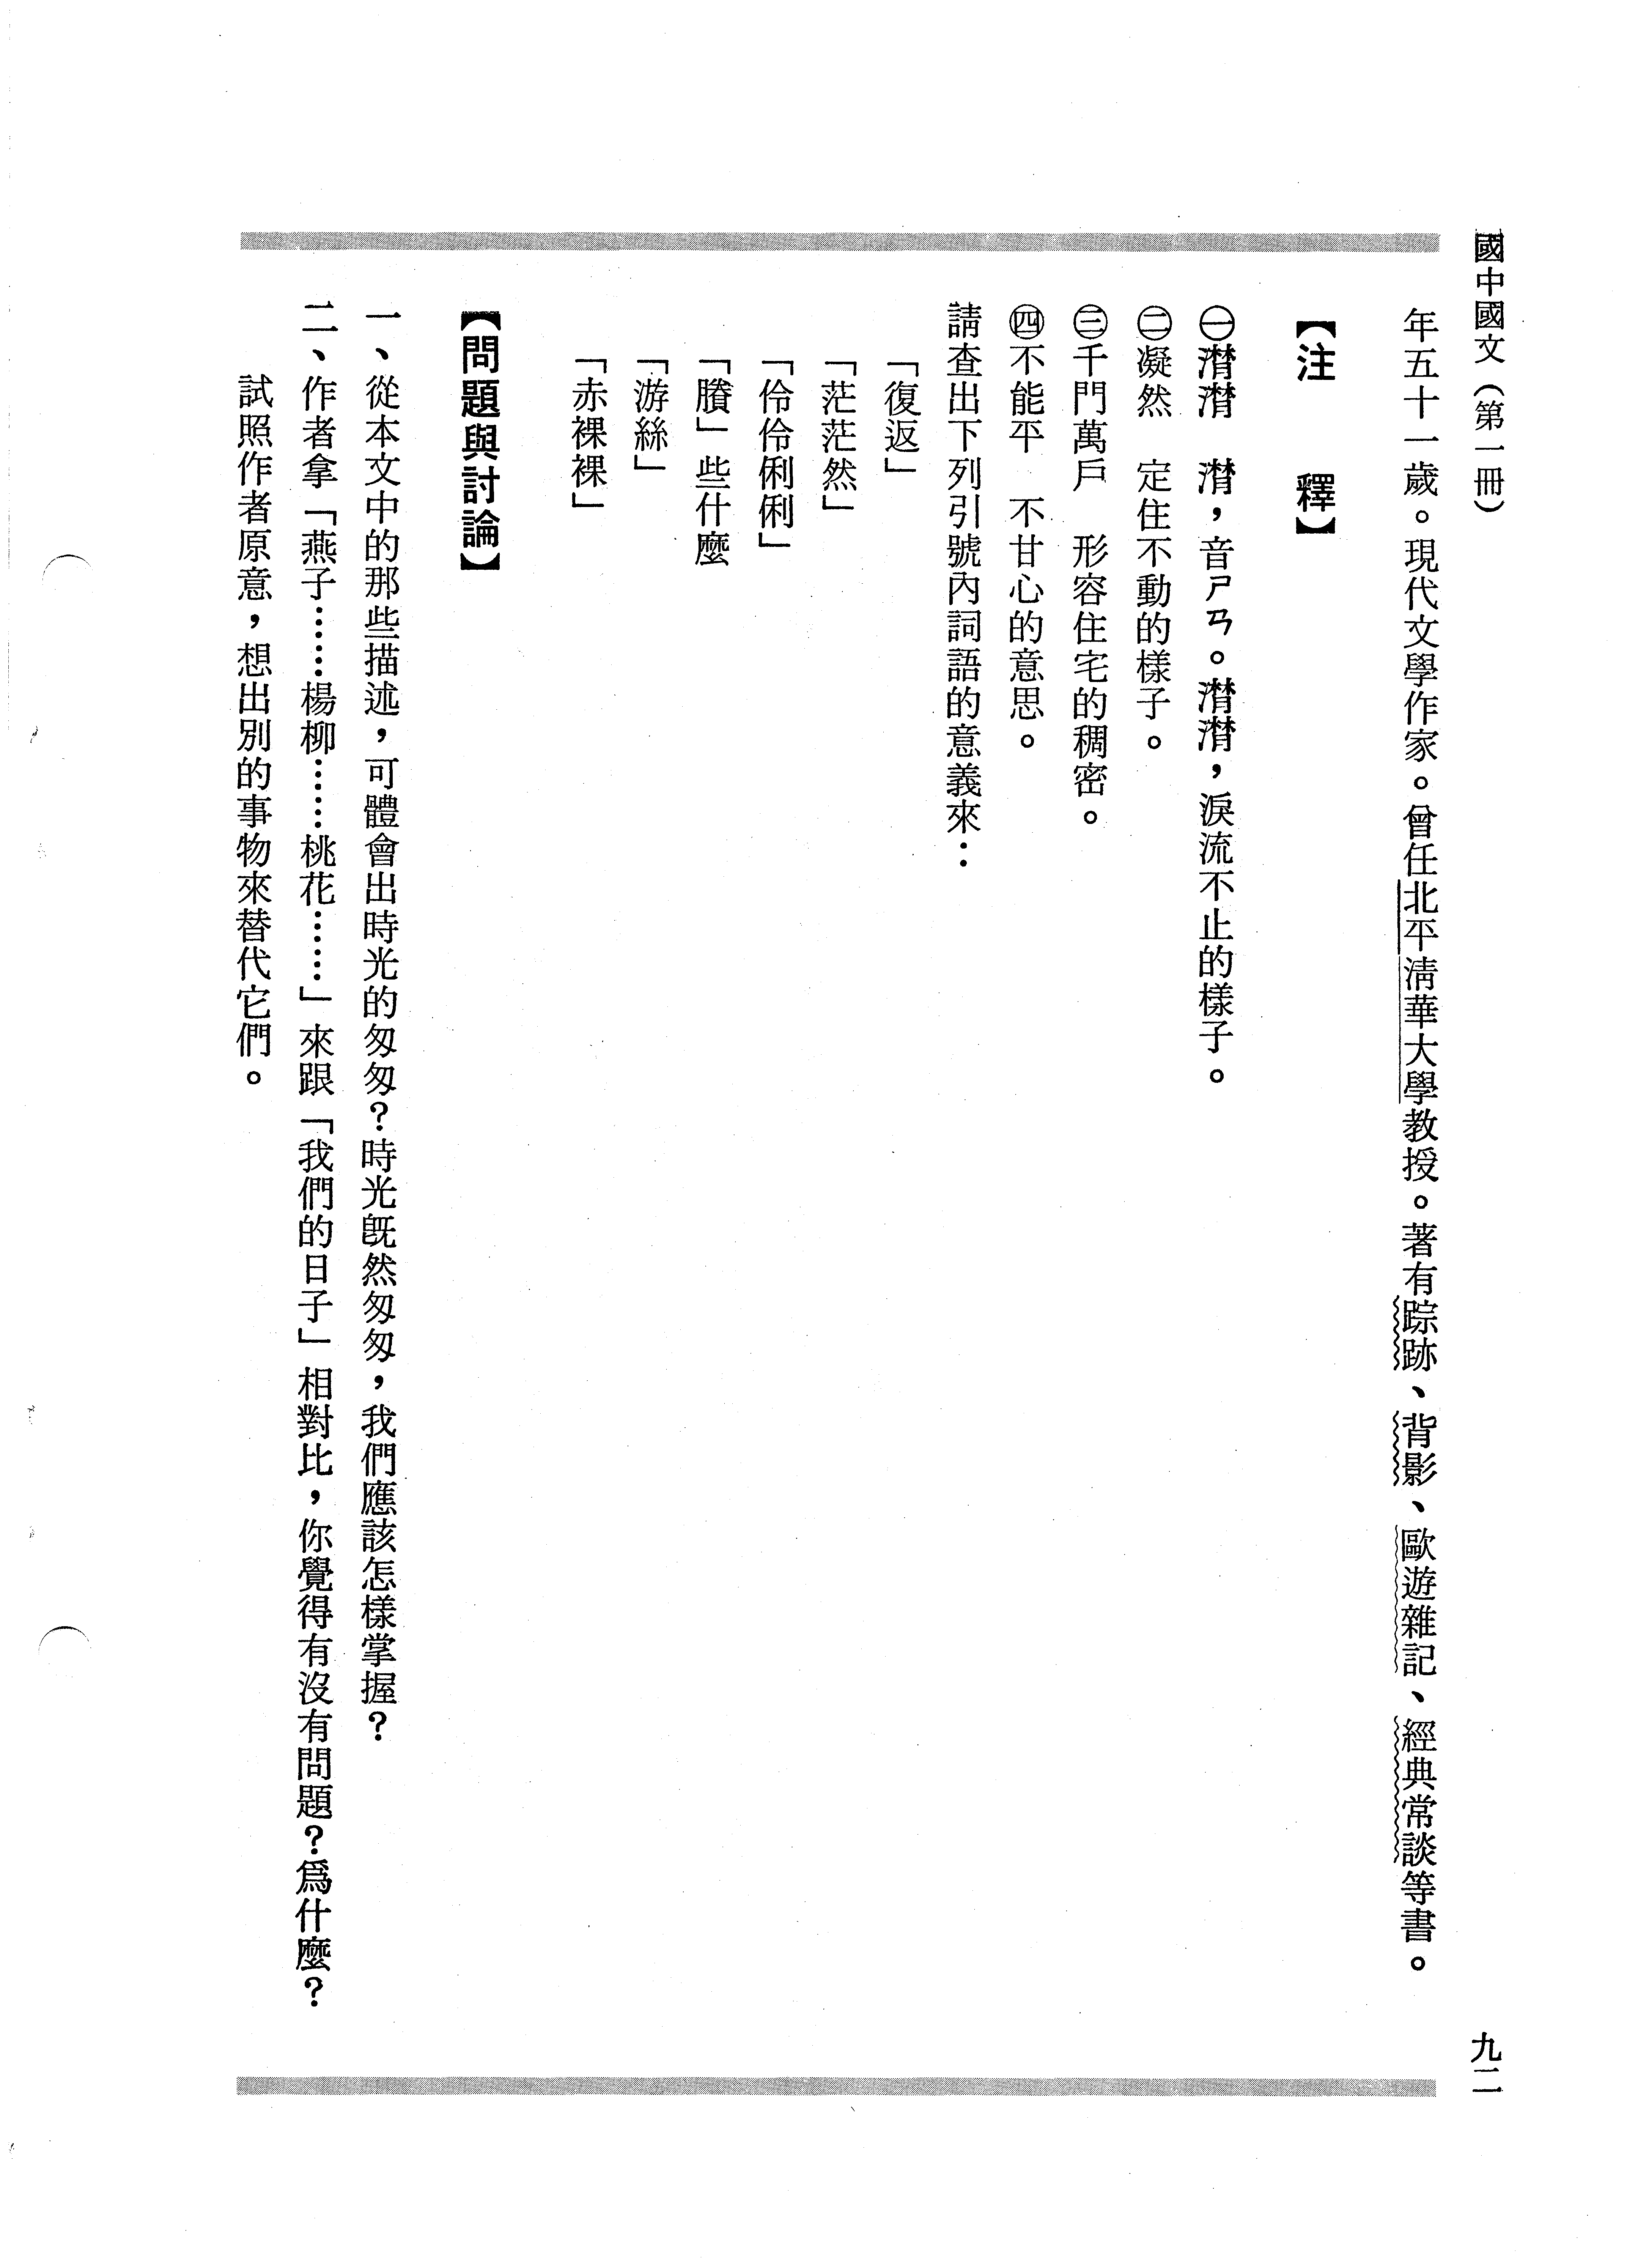 國中國文（第一冊）
九二
年五十一歲。現代文學作家。曾任北平清華大學教授。著有踪跡、背影、歐遊雜記、經典常談等書。
【注　釋】
㊀潸潸　潸，音ㄕㄢ。潸潸，淚流不止的樣子。
㊁凝然　定住不動的樣子。
㊂千門萬戶　形容住宅的稠密。
㊃不能平　不甘心的意思。
請查出下列引號內詞語的意義來：
「復返」
「茫茫然」
「伶伶俐俐」
「賸」些什麼
「游絲」
「赤裸裸」
【問題與討論】
一、從本文中的那些描述，可體會出時光的匆匆？時光既然匆匆，我們應該怎樣掌握？
二、作者拿「燕子……楊柳……桃花……」來跟「我們的日子」相對比，你覺得有沒有問題？爲什麼？
試照作者原意，想出別的事物來替代它們。